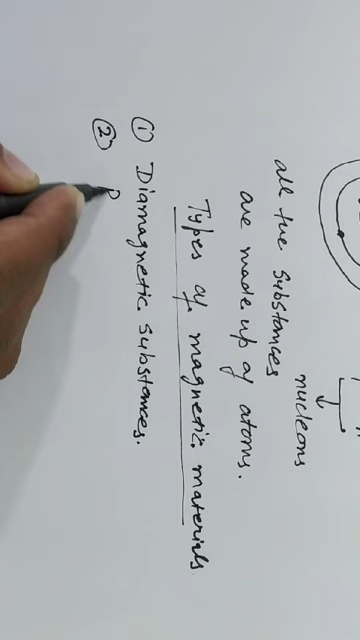 nucleons
all the substances
are made up of atoms.
Types of magnetic materials
① Diamagnetic substances.
② P